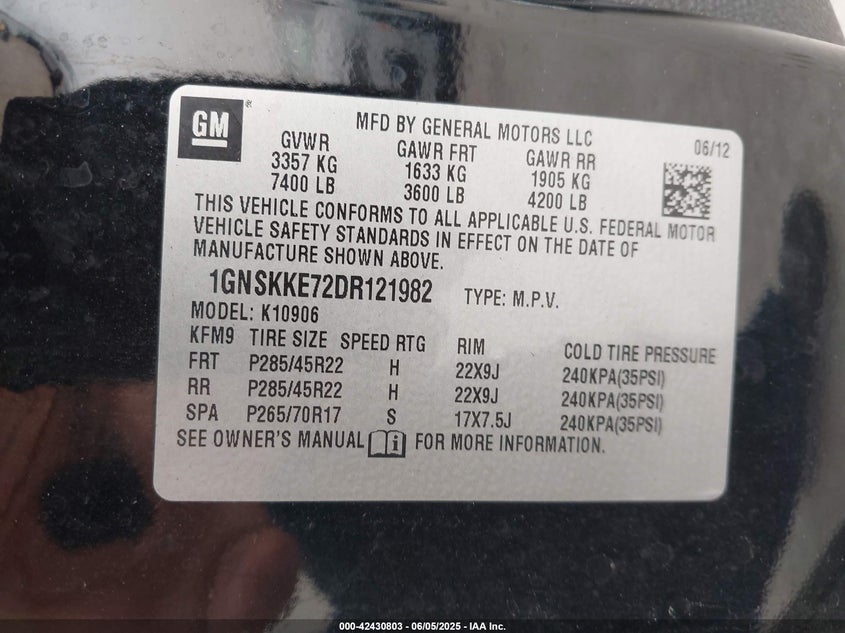 GM
MFD BY GENERAL MOTORS LLC
06/12
GVWR GAWR FRT GAWR RR
3357 KG 1633 KG 1905 KG
7400 LB 3600 LB 4200 LB
THIS VEHICLE CONFORMS TO ALL APPLICABLE U.S. FEDERAL MOTOR
VEHICLE SAFETY STANDARDS IN EFFECT ON THE DATE OF
MANUFACTURE SHOWN ABOVE.
1GNSKKE72DR121982 TYPE: M.P.V.
MODEL: K10906
KFM9 TIRE SIZE SPEED RTG RIM COLD TIRE PRESSURE
FRT P285/45R22 H 22X9J 240KPA(35PSI)
RR P285/45R22 H 22X9J 240KPA(35PSI)
SPA P265/70R17 S 17X7.5J 240KPA(35PSI)
SEE OWNER'S MANUAL FOR MORE INFORMATION.
000-42430803 - 06/05/2025 - IAA Inc.